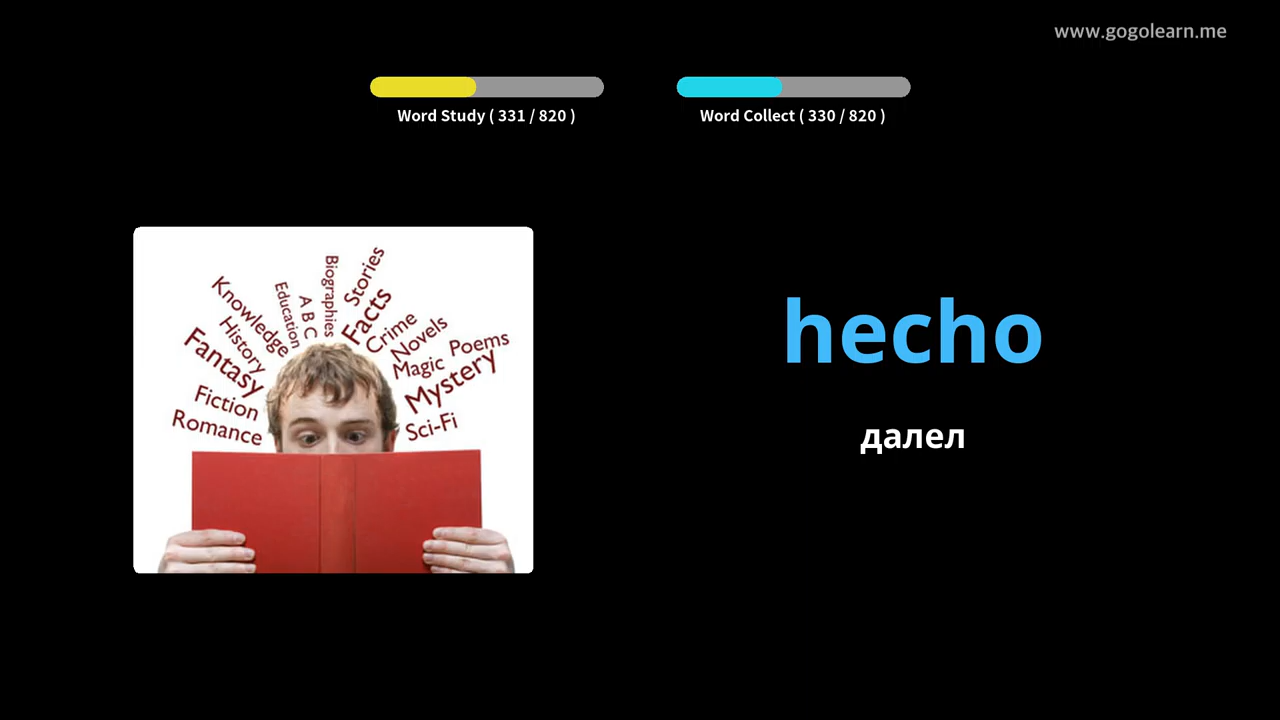 www.gogolearn.me
Word Study ( 331 / 820 )
Word Collect ( 330 / 820 )
Biographies
Stories
Education
A B C
Facts
Knowledge
Crime
History
Novels
Poems
Fantasy
Magic
Mystery
Fiction
Romance
Sci-Fi
hecho
далел